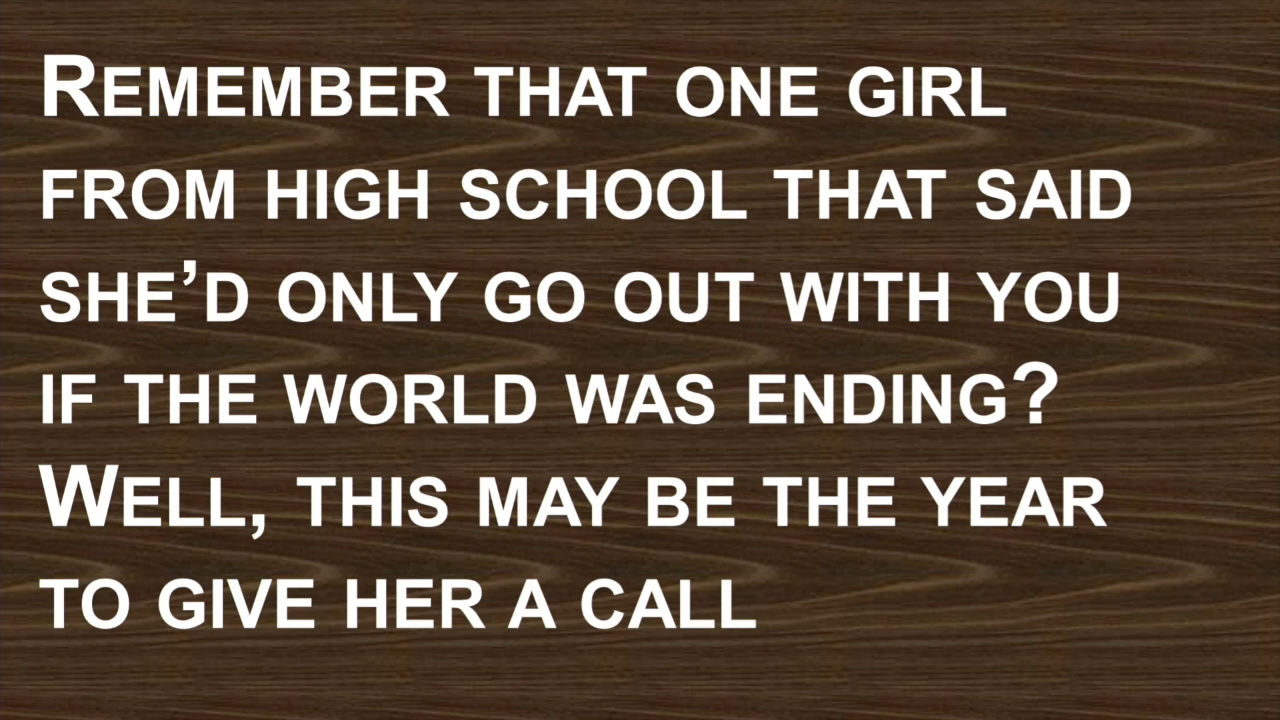 Remember that one girl
from high school that said
she’d only go out with you
if the world was ending?
Well, this may be the year
to give her a call